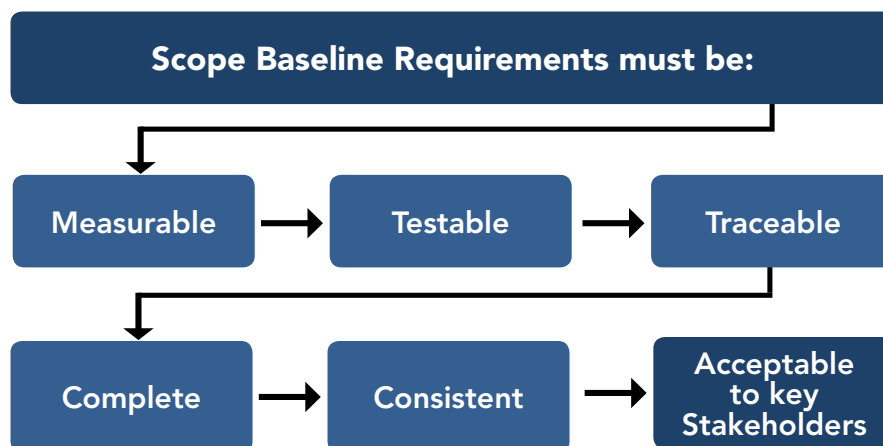 Scope Baseline Requirements must be:
Measurable
Testable
Traceable
Complete
Consistent
Acceptable
to key
Stakeholders